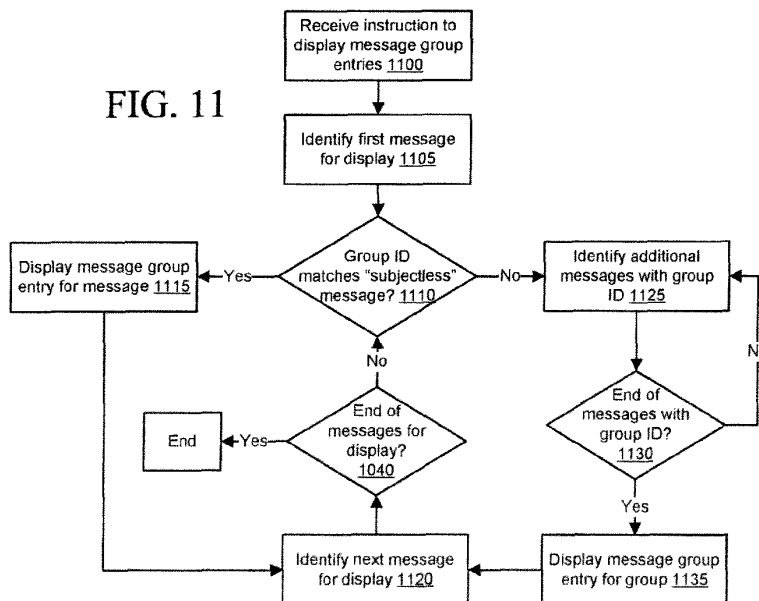 Receive instruction to
display message group
entries 1100
FIG. 11
Identify first message
for display 1105
Group ID
matches "subjectless"
message? 1110
Yes
No
Display message group
entry for message 1115
Identify additional
messages with group
ID 1125
N
No
End of
messages for
display?
1040
Yes
End
End of
messages with
group ID?
1130
Yes
Identify next message
for display 1120
Display message group
entry for group 1135